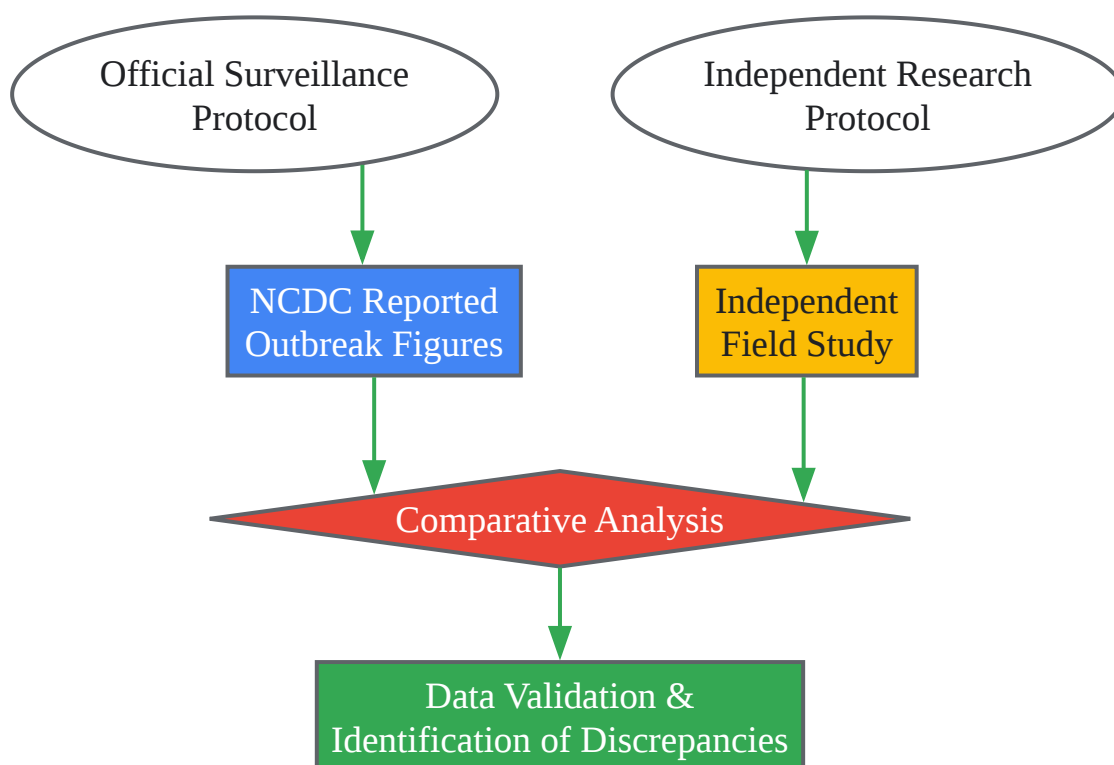 Official Surveillance
Protocol
Independent Research
Protocol
NCDC Reported
Outbreak Figures
Independent
Field Study
Comparative Analysis
Data Validation &
Identification of Discrepancies